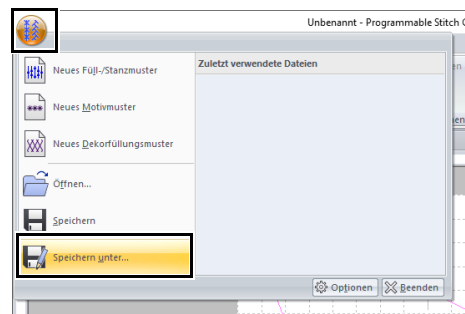 Unbenannt - Programmable Stitch
Neues Füll-/Stanzmuster
Zuletzt verwendete Dateien
Neues Motivmuster
Neues Dekorfüllungsmuster
Öffnen...
Speichern
Speichern unter...
Optionen
Beenden